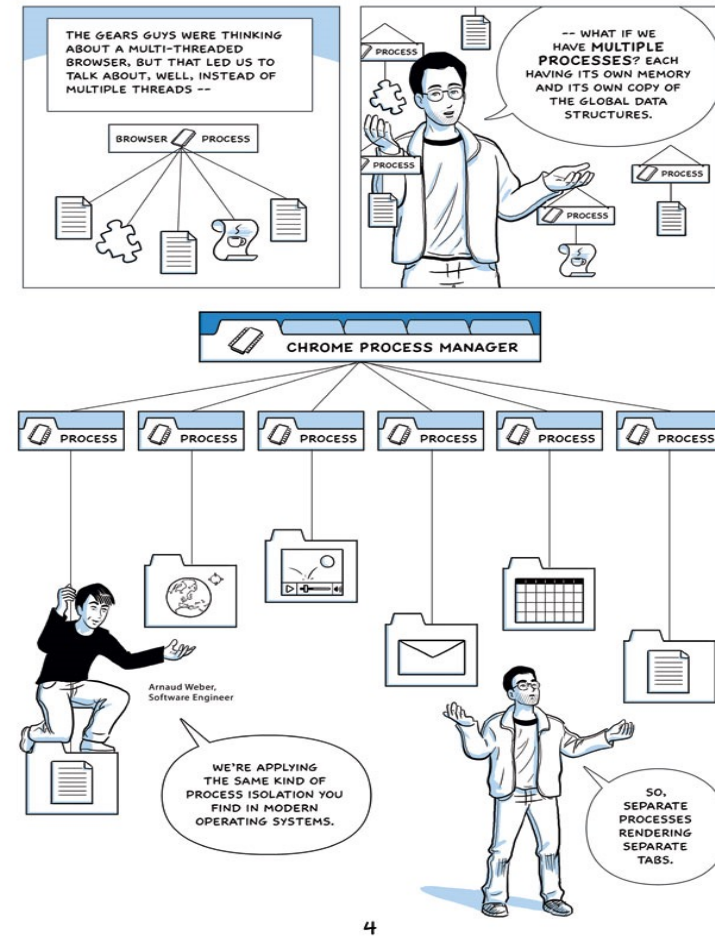 THE GEARS GUYS WERE THINKING
ABOUT A MULTI-THREADED
BROWSER, BUT THAT LED US TO
TALK ABOUT, WELL, INSTEAD OF
MULTIPLE THREADS --
BROWSER PROCESS
-- WHAT IF WE
HAVE MULTIPLE
PROCESSES? EACH
HAVING ITS OWN MEMORY
AND ITS OWN COPY OF
THE GLOBAL DATA
STRUCTURES.
PROCESS
PROCESS
PROCESS
PROCESS
CHROME PROCESS MANAGER
PROCESS
PROCESS
PROCESS
PROCESS
PROCESS
PROCESS
Arnaud Weber,
Software Engineer
WE'RE APPLYING
THE SAME KIND OF
PROCESS ISOLATION YOU
FIND IN MODERN
OPERATING SYSTEMS.
SO,
SEPARATE
PROCESSES
RENDERING
SEPARATE
TABS.
4